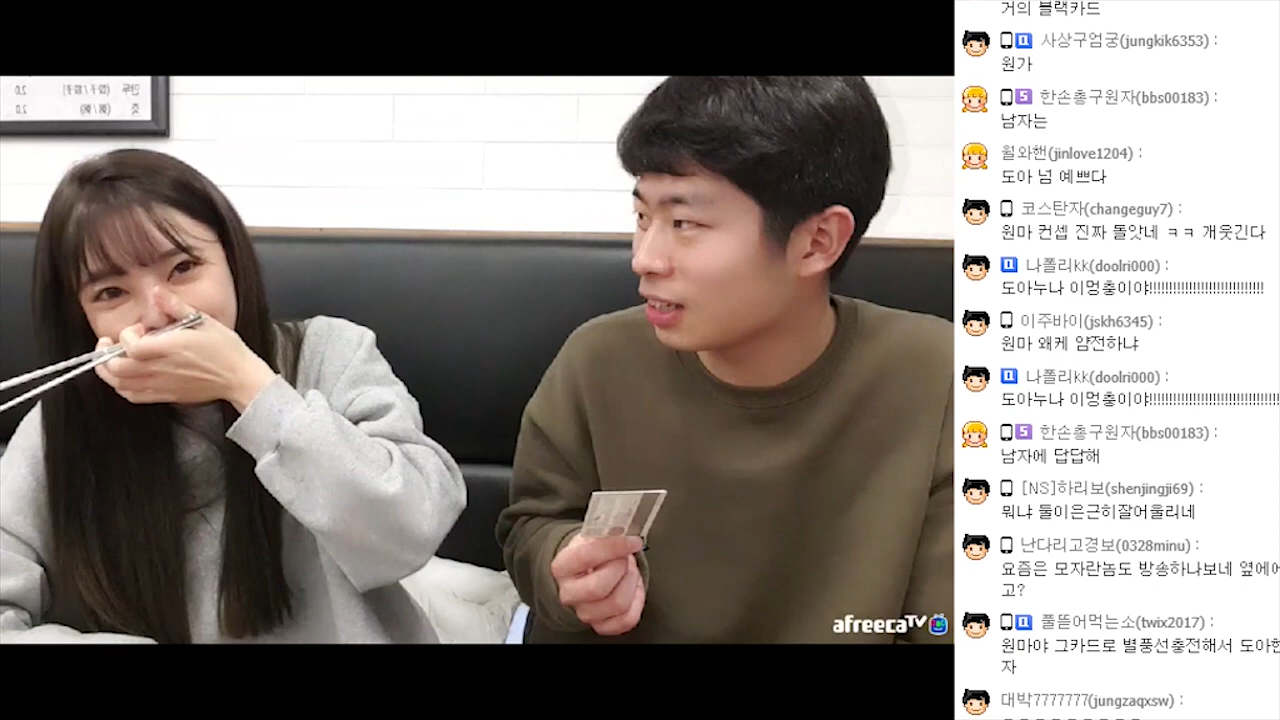 afreecaTV
거의 블랙카드
사상구엄궁(jungkik6353) :
원가
한손총구원자(bbs00183) :
남자는
월와핸(jinlove1204) :
도아 넘 예쁘다
코스탄자(changeguy7) :
원마 컨셉 진짜 돌앗네 ㅋㅋ 개웃긴다
나폴리kk(doolri000) :
도아누나 이멍충이야!!!!!!!!!!!!!!!!!!!!!!!!!!!!!
이주바이(jskh6345) :
원마 왜케 얌전하냐
나폴리kk(doolri000) :
도아누나 이멍충이야!!!!!!!!!!!!!!!!!!!!!!!!!!!!!!!!!
한손총구원자(bbs00183) :
남자에 답답해
[NS]하리보(shenjingji69) :
뭐냐 둘이은근히잘어울리네
난다리고경보(0328minu) :
요즘은 모자란놈도 방송하나보네 옆에어
고?
풀뜯어먹는소(twix2017) :
원마야 그카드로 별풍선충전해서 도아한
자
대박7777777(jungzaqxsw) :